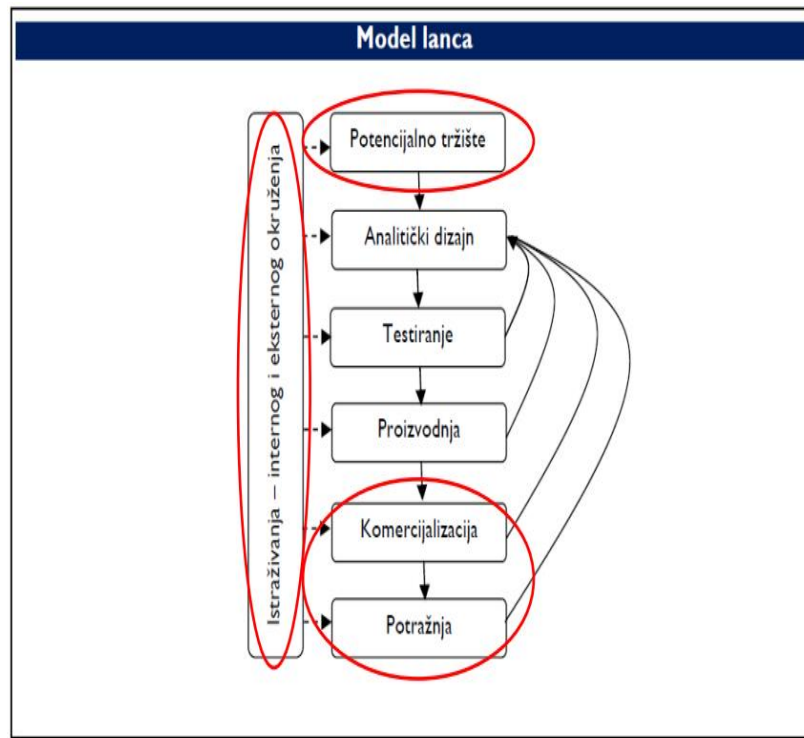 Model lanca
Istraživanja – internog i eksternog okruženja
Potencijalno tržište
Analitički dizajn
Testiranje
Proizvodnja
Komercijalizacija
Potražnja